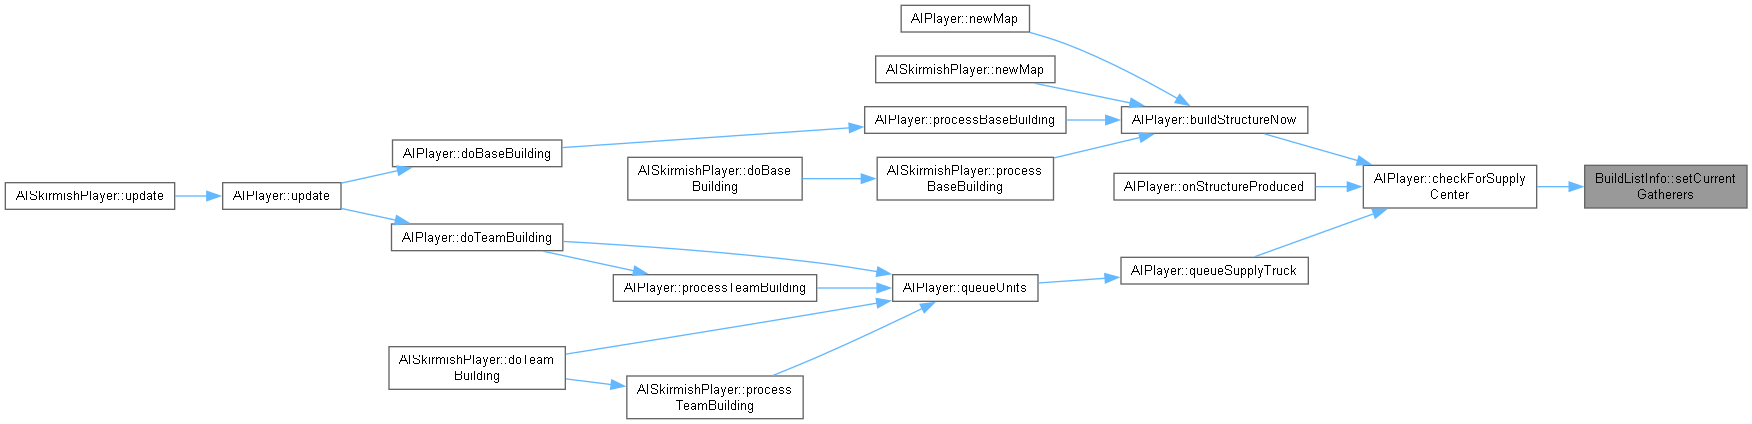 AIPlayer::newMap
AISkirmishPlayer::newMap
AIPlayer::processBaseBuilding
AIPlayer::buildStructureNow
AIPlayer::doBaseBuilding
AISkirmishPlayer::doBase
Building
AISkirmishPlayer::process
BaseBuilding
AIPlayer::onStructureProduced
AIPlayer::checkForSupply
Center
BuildListInfo::setCurrent
Gatherers
AISkirmishPlayer::update
AIPlayer::update
AIPlayer::doTeamBuilding
AIPlayer::processTeamBuilding
AIPlayer::queueUnits
AIPlayer::queueSupplyTruck
AISkirmishPlayer::doTeam
Building
AISkirmishPlayer::process
TeamBuilding